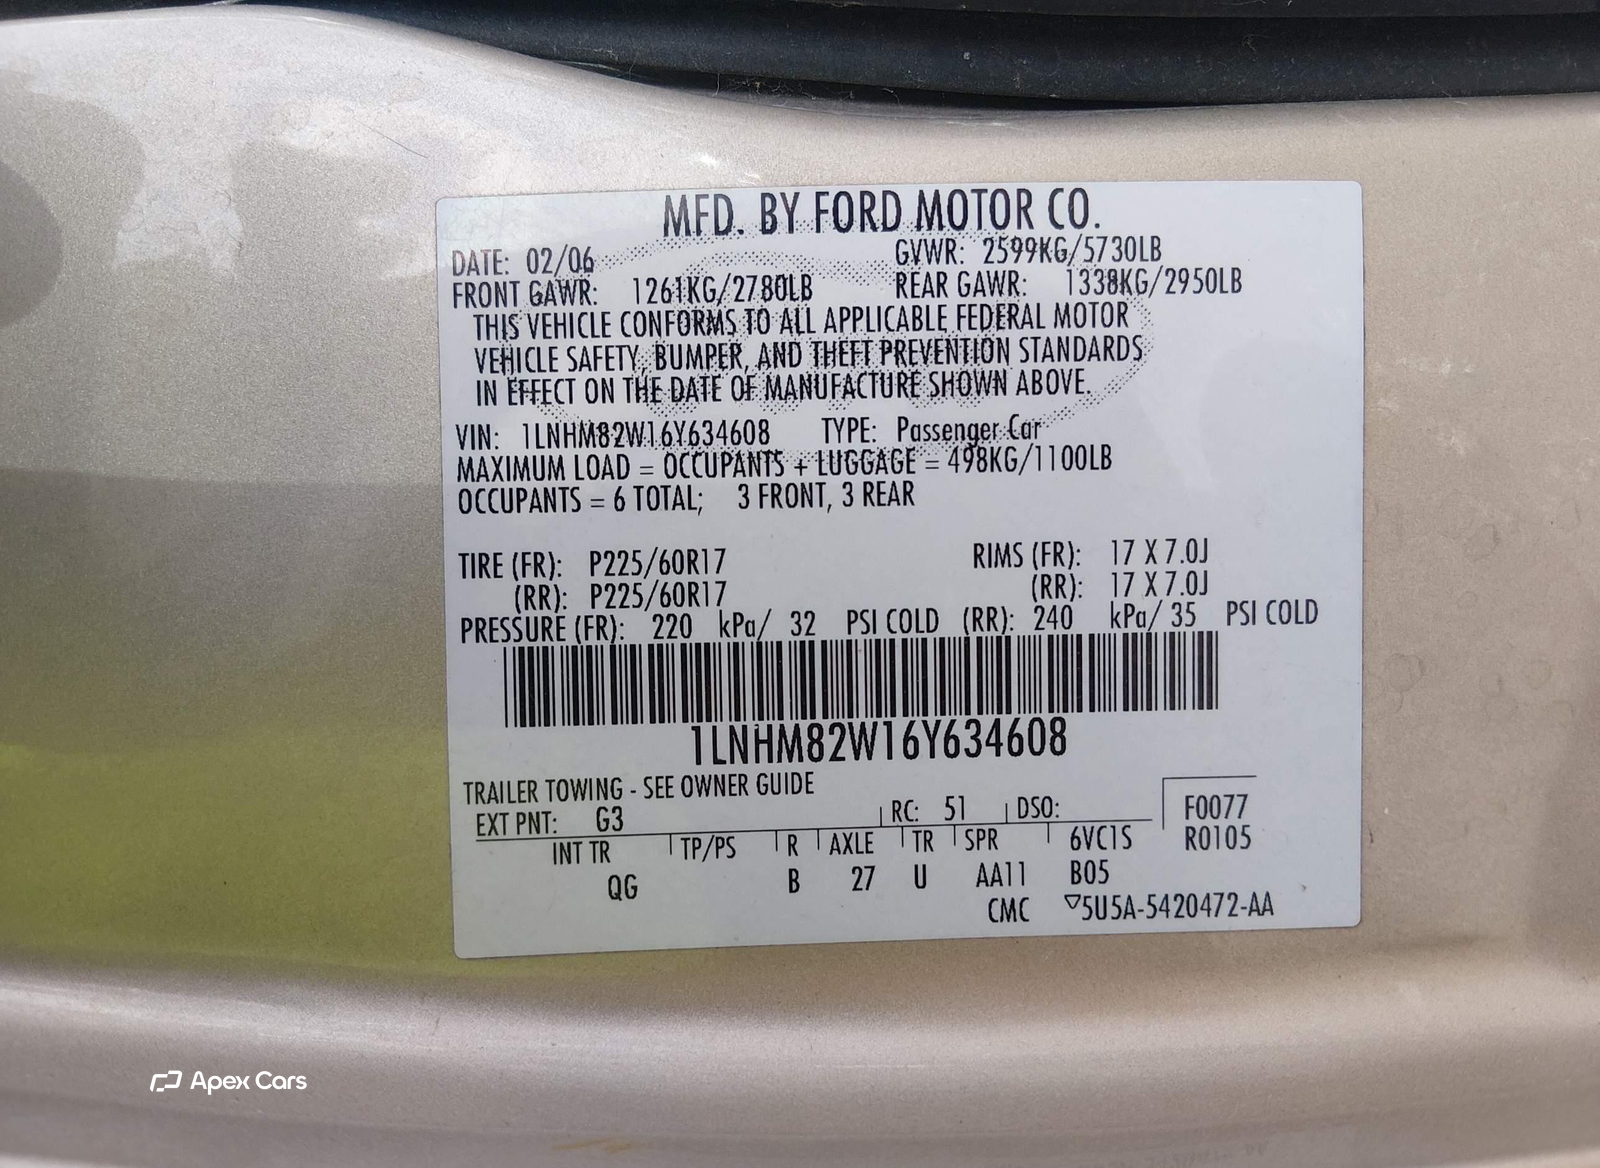 MFD. BY FORD MOTOR CO.
DATE: 02/06 GVWR: 2599KG/5730LB
FRONT GAWR: 1261KG/2780LB REAR GAWR: 1338KG/2950LB
THIS VEHICLE CONFORMS TO ALL APPLICABLE FEDERAL MOTOR
VEHICLE SAFETY, BUMPER, AND THEFT PREVENTION STANDARDS
IN EFFECT ON THE DATE OF MANUFACTURE SHOWN ABOVE.
VIN: 1LNHM82W16Y634608 TYPE: Passenger Car
MAXIMUM LOAD = OCCUPANTS + LUGGAGE = 498KG/1100LB
OCCUPANTS = 6 TOTAL; 3 FRONT, 3 REAR
TIRE (FR): P225/60R17 RIMS (FR): 17 X 7.0J
(RR): P225/60R17 (RR): 17 X 7.0J
PRESSURE (FR): 220 kPa/ 32 PSI COLD (RR): 240 kPa/ 35 PSI COLD
1LNHM82W16Y634608
TRAILER TOWING - SEE OWNER GUIDE
EXT PNT: G3 RC: 51 DSO: F0077
INT TR TP/PS R AXLE TR SPR 6VC1S R0105
QG B 27 U AA11 B05
CMC ▽5U5A-5420472-AA
Apex Cars